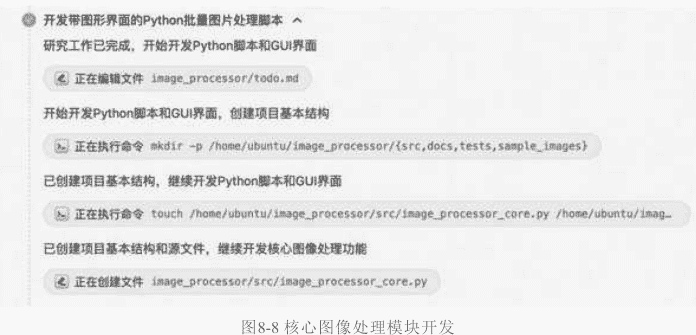 开发带图形界面的Python批量图片处理脚本
研究工作已完成，开始开发Python脚本和GUI界面
正在编辑文件 image_processor/todo.md
开始开发Python脚本和GUI界面，创建项目基本结构
正在执行命令 mkdir -p /home/ubuntu/image_processor/{src,docs,tests,sample_images}
已创建项目基本结构，继续开发Python脚本和GUI界面
正在执行命令 touch /home/ubuntu/image_processor/src/image_processor_core.py /home/ubuntu/imag…
已创建项目基本结构和源文件，继续开发核心图像处理功能
正在创建文件 image_processor/src/image_processor_core.py
图8-8 核心图像处理模块开发